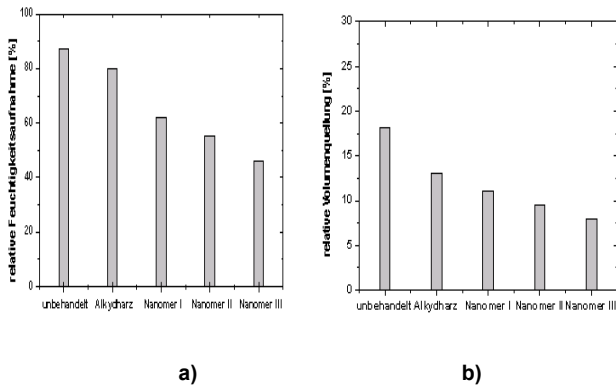 relative Feuchtigkeitsaufnahme [%]
100
80
60
40
20
0
unbehandelt Alkydharz Nanomer I Nanomer II Nanomer III
a)
relative Volumenquellung [%]
30
25
20
15
10
5
0
unbehandelt Alkydharz Nanomer I Nanomer II Nanomer III
b)